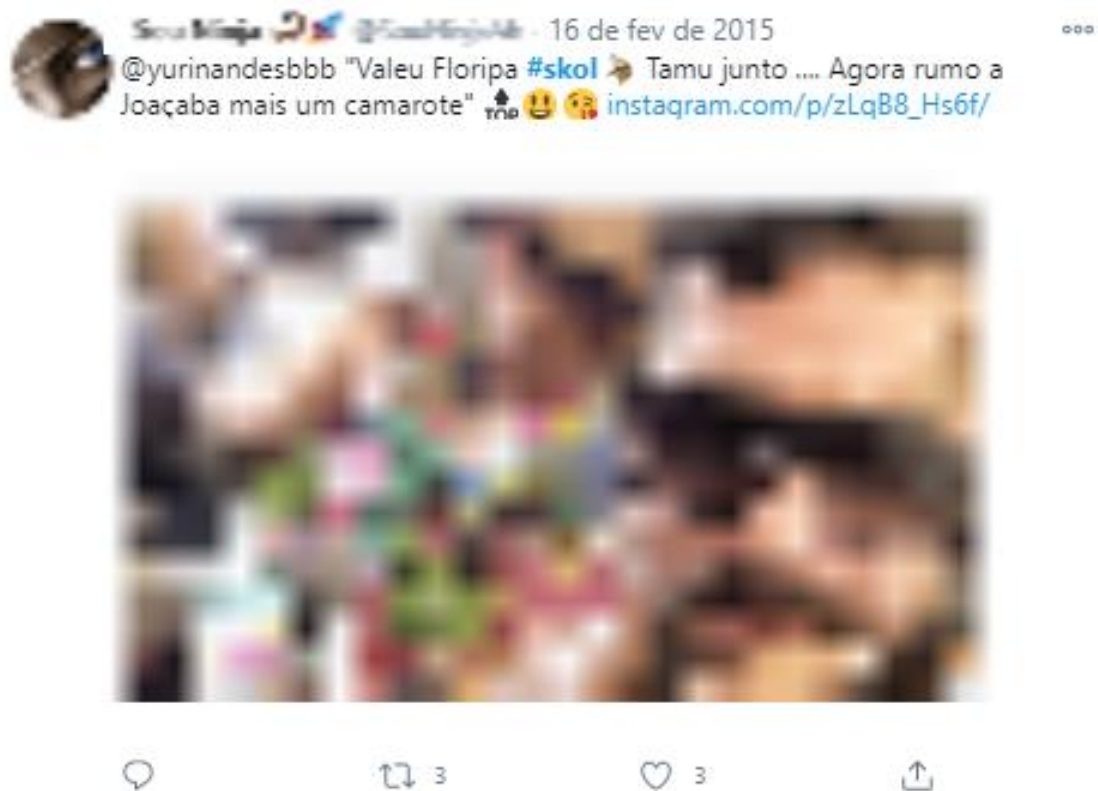 16 de fev de 2015
@yurinandesbbb "Valeu Floripa #skol Tamu junto .... Agora rumo a
Joaçaba mais um camarote" 🔝😃😘 instagram.com/p/zLqB8_Hs6f/
3 3